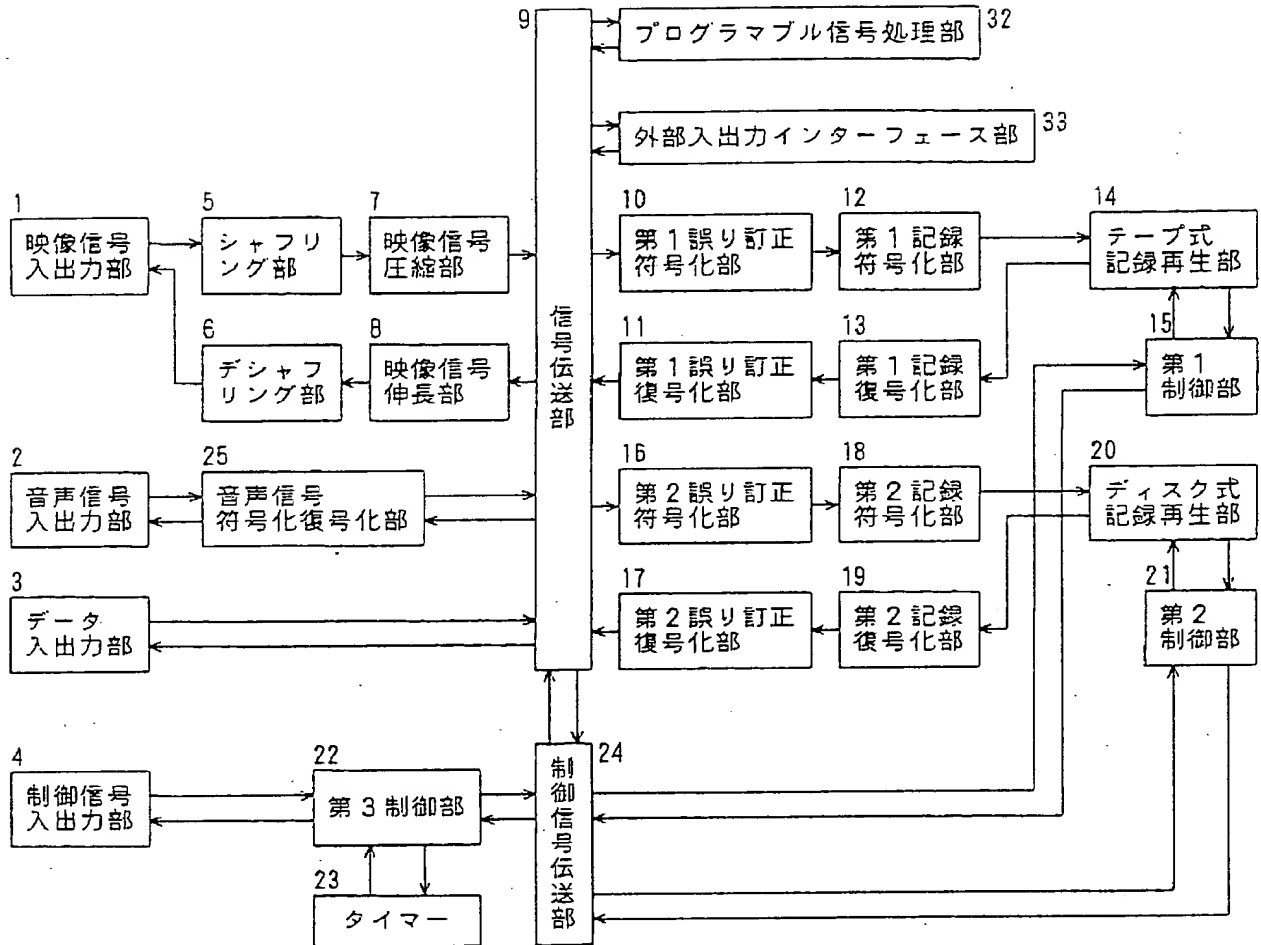 9
プログラマブル信号処理部
32
外部入出力インターフェース部
33
1
映像信号
入出力部
5
シャフリ
ング部
7
映像信号
圧縮部
10
第1誤り訂正
符号化部
12
第1記録
符号化部
14
テープ式
記録再生部
6
デシャフ
リング部
8
映像信号
伸長部
信号伝送部
11
第1誤り訂正
復号化部
13
第1記録
復号化部
15
第1
制御部
2
音声信号
入出力部
25
音声信号
符号化復号化部
16
第2誤り訂正
符号化部
18
第2記録
符号化部
20
ディスク式
記録再生部
3
データ
入出力部
17
第2誤り訂正
復号化部
19
第2記録
復号化部
21
第2
制御部
4
制御信号
入出力部
22
第3制御部
制御信号伝送部
24
23
タイマー